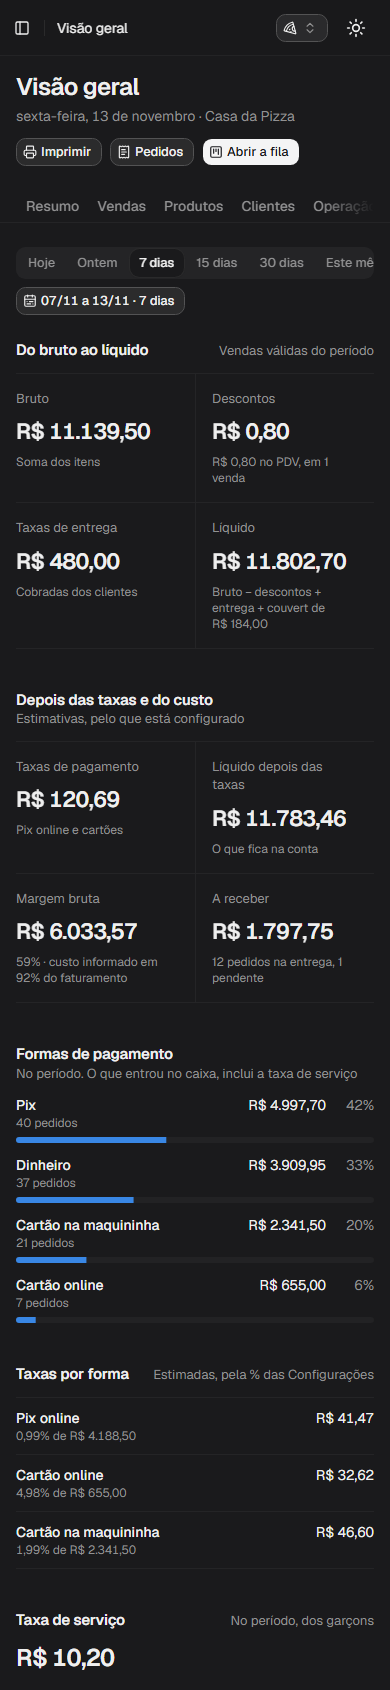 Visão geral
Visão geral
sexta-feira, 13 de novembro · Casa da Pizza
Imprimir Pedidos Abrir a fila
Resumo Vendas Produtos Clientes Operaçã
Hoje Ontem 7 dias 15 dias 30 dias Este mê
07/11 a 13/11 · 7 dias
Do bruto ao líquido Vendas válidas do período
Bruto
R$ 11.139,50
Soma dos itens
Descontos
R$ 0,80
R$ 0,80 no PDV, em 1
venda
Taxas de entrega
R$ 480,00
Cobradas dos clientes
Líquido
R$ 11.802,70
Bruto − descontos +
entrega + couvert de
R$ 184,00
Depois das taxas e do custo
Estimativas, pelo que está configurado
Taxas de pagamento
R$ 120,69
Pix online e cartões
Líquido depois das
taxas
R$ 11.783,46
O que fica na conta
Margem bruta
R$ 6.033,57
59% · custo informado em
92% do faturamento
A receber
R$ 1.797,75
12 pedidos na entrega, 1
pendente
Formas de pagamento
No período. O que entrou no caixa, inclui a taxa de serviço
Pix R$ 4.997,70 42%
40 pedidos
Dinheiro R$ 3.909,95 33%
37 pedidos
Cartão na maquininha R$ 2.341,50 20%
21 pedidos
Cartão online R$ 655,00 6%
7 pedidos
Taxas por forma Estimadas, pela % das Configurações
Pix online R$ 41,47
0,99% de R$ 4.188,50
Cartão online R$ 32,62
4,98% de R$ 655,00
Cartão na maquininha R$ 46,60
1,99% de R$ 2.341,50
Taxa de serviço No período, dos garçons
R$ 10,20